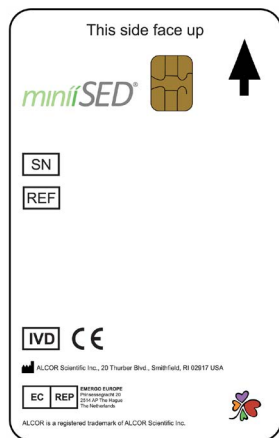 This side face up
miniiSED®
SN
REF
IVD CE
ALCOR Scientific Inc., 20 Thurber Blvd., Smithfield, RI 02917 USA
EC REP
EMERGO EUROPE
Prinsessegracht 20
2514 AP The Hague
The Netherlands
ALCOR is a registered trademark of ALCOR Scientific Inc.